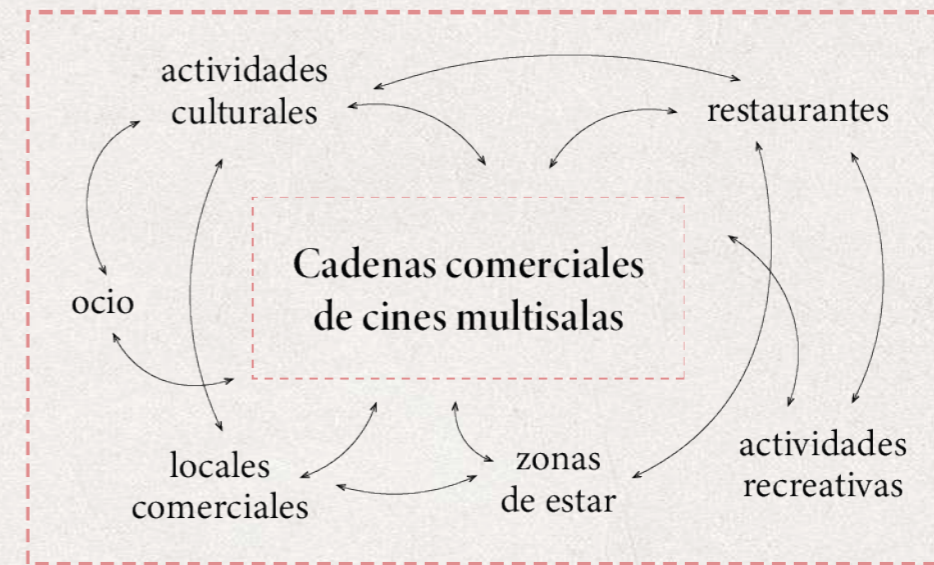 actividades
culturales
restaurantes
Cadenas comerciales
de cines multisalas
ocio
locales
comerciales
zonas
de estar
actividades
recreativas